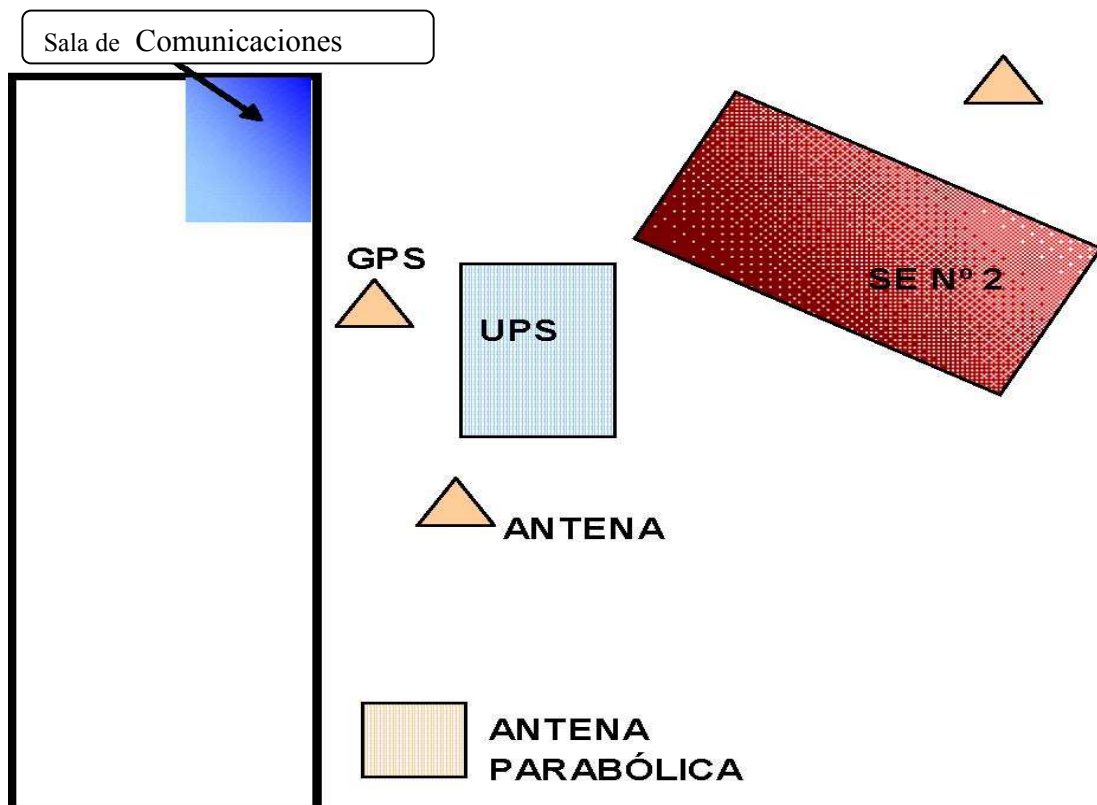 Sala de Comunicaciones
GPS
SE Nº 2
UPS
ANTENA
ANTENA
PARABÓLICA